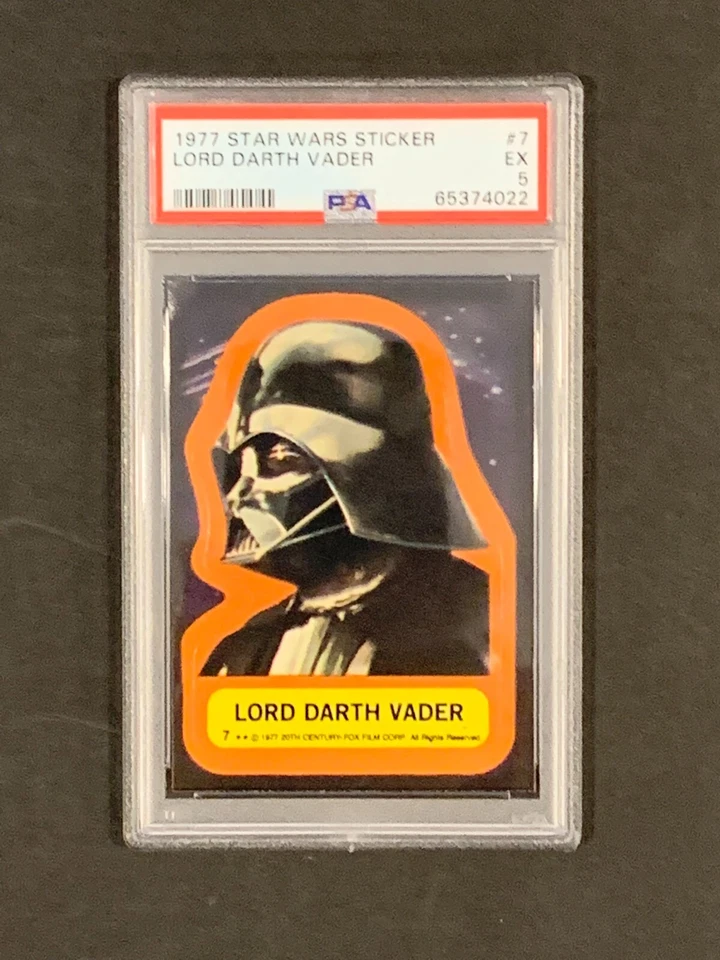 1977 STAR WARS STICKER #7
LORD DARTH VADER EX
5
PSA 65374022
LORD DARTH VADER
7 ★★ © 1977 20TH CENTURY-FOX FILM CORP. All Rights Reserved.